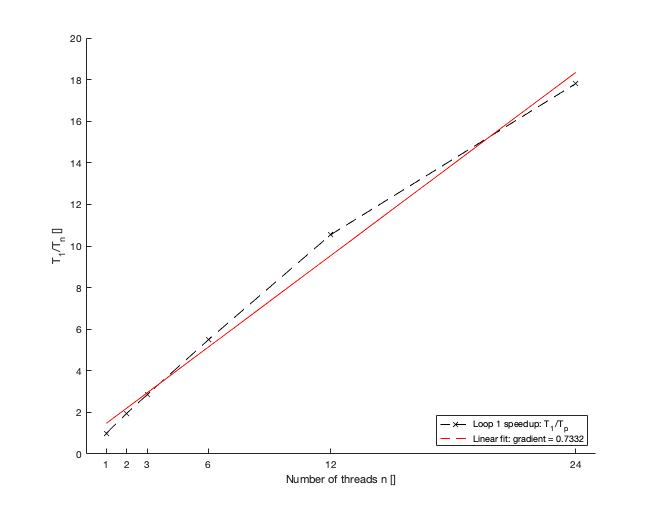 20
18
16
14
12
10
8
6
4
2
0
T1/Tn []
1 2 3 6 12 24
Number of threads n []
Loop 1 speedup: T1/Tp
Linear fit: gradient = 0.7332